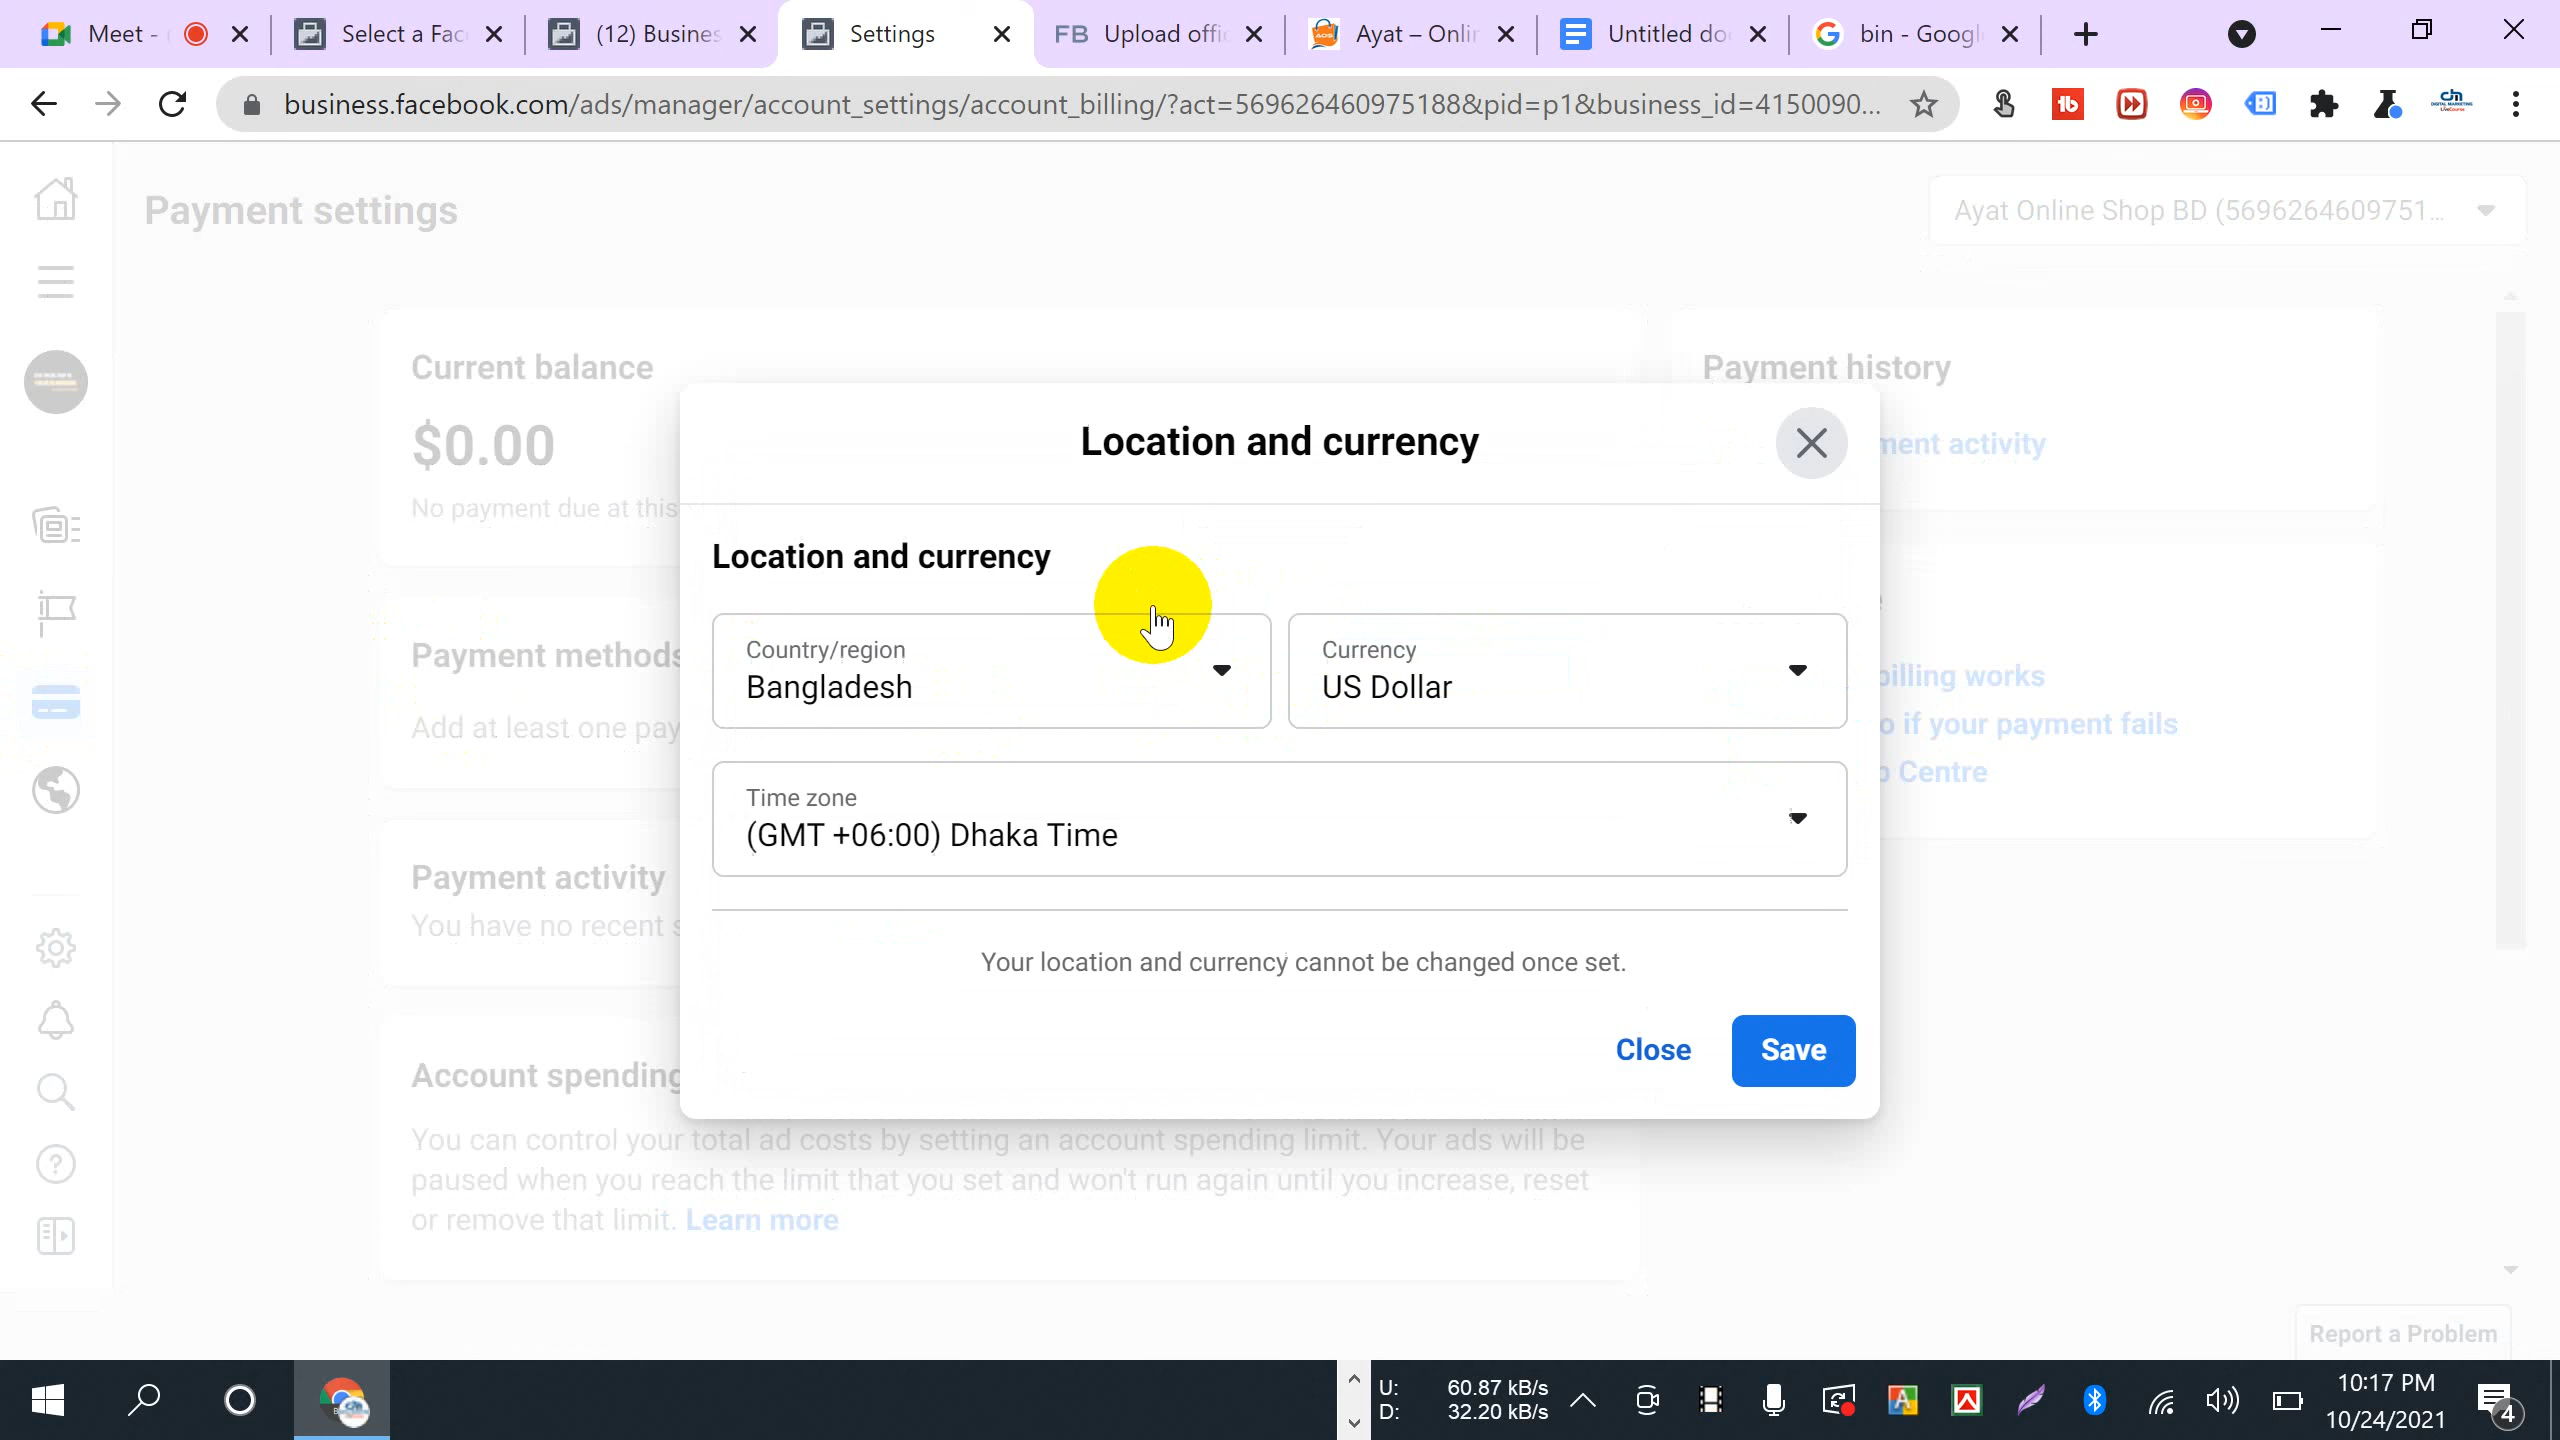 Meet -
Select a Fac
(12) Busines
Settings
FB Upload offic
Ayat – Onlin
Untitled do
bin - Googl
business.facebook.com/ads/manager/account_settings/account_billing/?act=569626460975188&pid=p1&business_id=4150090...
Payment settings
Ayat Online Shop BD (5696264609751...
Current balance
$0.00
No payment due at this
Payment history
ment activity
Location and currency
Location and currency
Country/region
Bangladesh
Currency
US Dollar
Time zone
(GMT +06:00) Dhaka Time
Your location and currency cannot be changed once set.
Close
Save
Payment methods
Add at least one pay
billing works
o if your payment fails
p Centre
Payment activity
You have no recent s
Account spending
You can control your total ad costs by setting an account spending limit. Your ads will be
paused when you reach the limit that you set and won't run again until you increase, reset
or remove that limit. Learn more
Report a Problem
U: 60.87 kB/s
D: 32.20 kB/s
10:17 PM
10/24/2021
4